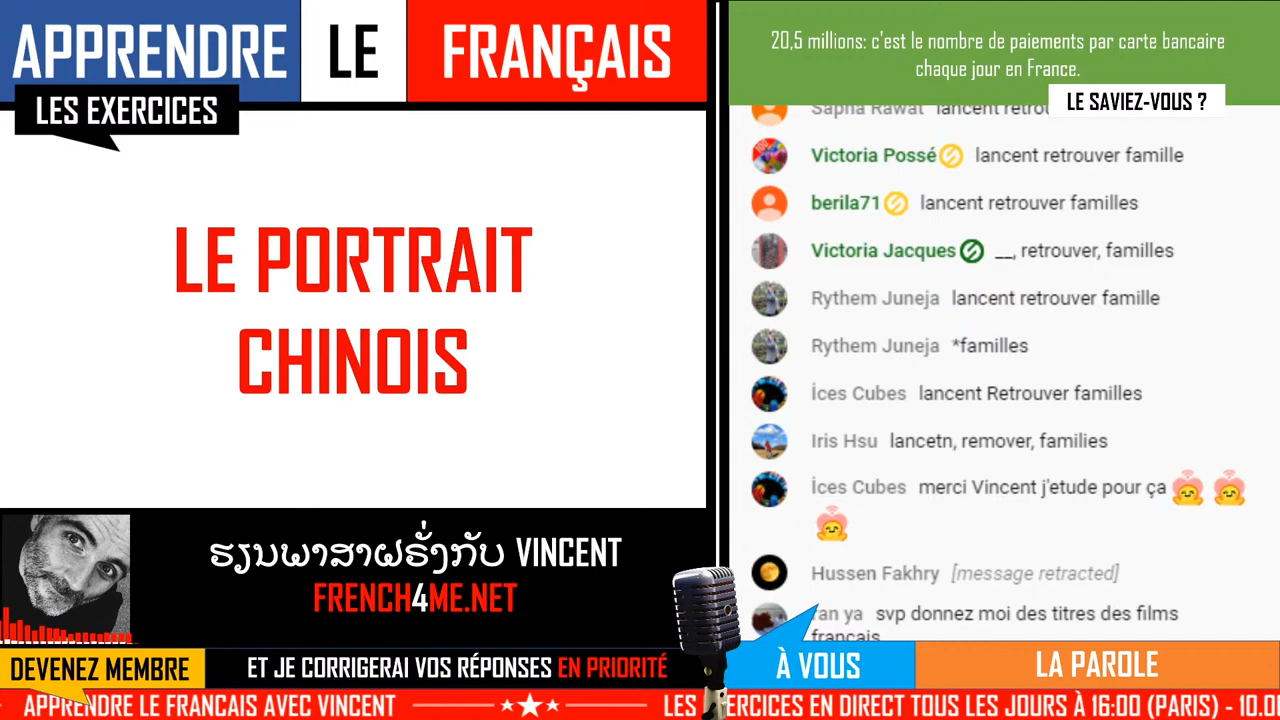 APPRENDRE LE FRANÇAIS
LES EXERCICES
LE PORTRAIT
CHINOIS
ຮຽນພາສາຝຣັ່ງກັບ VINCENT
FRENCH4ME.NET
DEVENEZ MEMBRE
ET JE CORRIGERAI VOS RÉPONSES EN PRIORITÉ
20,5 millions: c'est le nombre de paiements par carte bancaire
chaque jour en France.
LE SAVIEZ-VOUS ?
Sapna Rawat lancent
Victoria Possé lancent retrouver famille
berila71 lancent retrouver familles
Victoria Jacques __, retrouver, familles
Rythem Juneja lancent retrouver famille
Rythem Juneja *familles
İces Cubes lancent Retrouver familles
Iris Hsu lancetn, remover, families
İces Cubes merci Vincent j'etude pour ça
Hussen Fakhry [message retracted]
ran ya svp donnez moi des titres des films
francais
À VOUS
LA PAROLE
APPRENDRE LE FRANCAIS AVEC VINCENT LES EXERCICES EN DIRECT TOUS LES JOURS À 16:00 (PARIS) - 10.0